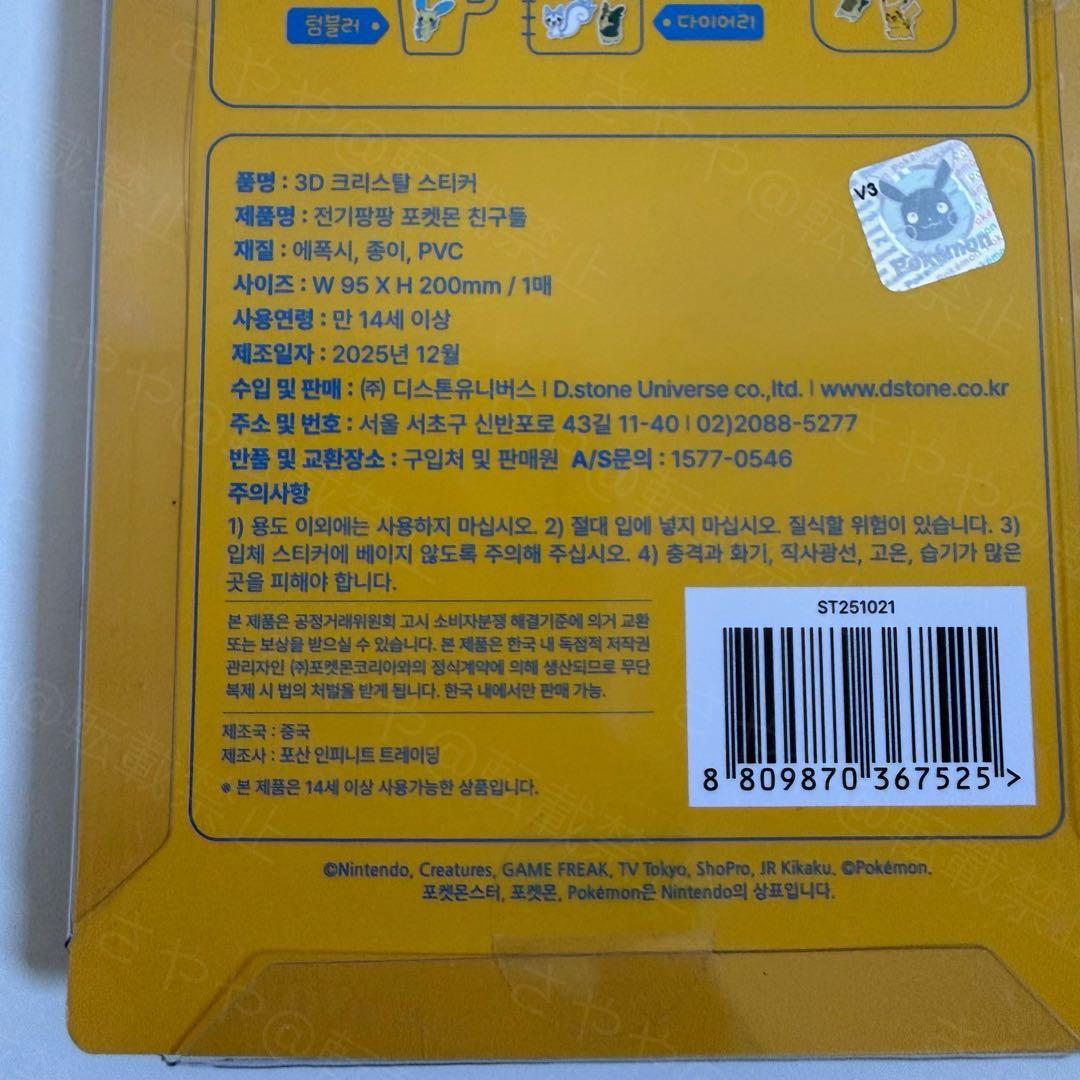 텀블러
다이어리
V3
Pokémon
품명 : 3D 크리스탈 스티커
제품명 : 전기팡팡 포켓몬 친구들
재질 : 에폭시, 종이, PVC
사이즈 : W 95 X H 200mm / 1매
사용연령 : 만 14세 이상
제조일자 : 2025년 12월
수입 및 판매 : ㈜ 디스톤유니버스 I D.stone Universe co.,ltd. I www.dstone.co.kr
주소 및 번호 : 서울 서초구 신반포로 43길 11-40 I 02)2088-5277
반품 및 교환장소 : 구입처 및 판매원 A/S문의 : 1577-0546
주의사항
1) 용도 이외에는 사용하지 마십시오. 2) 절대 입에 넣지 마십시오. 질식할 위험이 있습니다. 3)
입체 스티커에 베이지 않도록 주의해 주십시오. 4) 충격과 화기, 직사광선, 고온, 습기가 많은
곳을 피해야 합니다.
본 제품은 공정거래위원회 고시 소비자분쟁 해결기준에 의거 교환
또는 보상을 받으실 수 있습니다. 본 제품은 한국 내 독점적 저작권
관리자인 ㈜포켓몬코리아와의 정식계약에 의해 생산되므로 무단
복제 시 법의 처벌을 받게 됩니다. 한국 내에서만 판매 가능.
제조국 : 중국
제조사 : 포산 인피니트 트레이딩
※ 본 제품은 14세 이상 사용가능한 상품입니다.
ST251021
8 809870 367525 >
©Nintendo, Creatures, GAME FREAK, TV Tokyo, ShoPro, JR Kikaku. ©Pokémon.
포켓몬스터, 포켓몬, Pokémon은 Nintendo의 상표입니다.
さやや@転載禁止